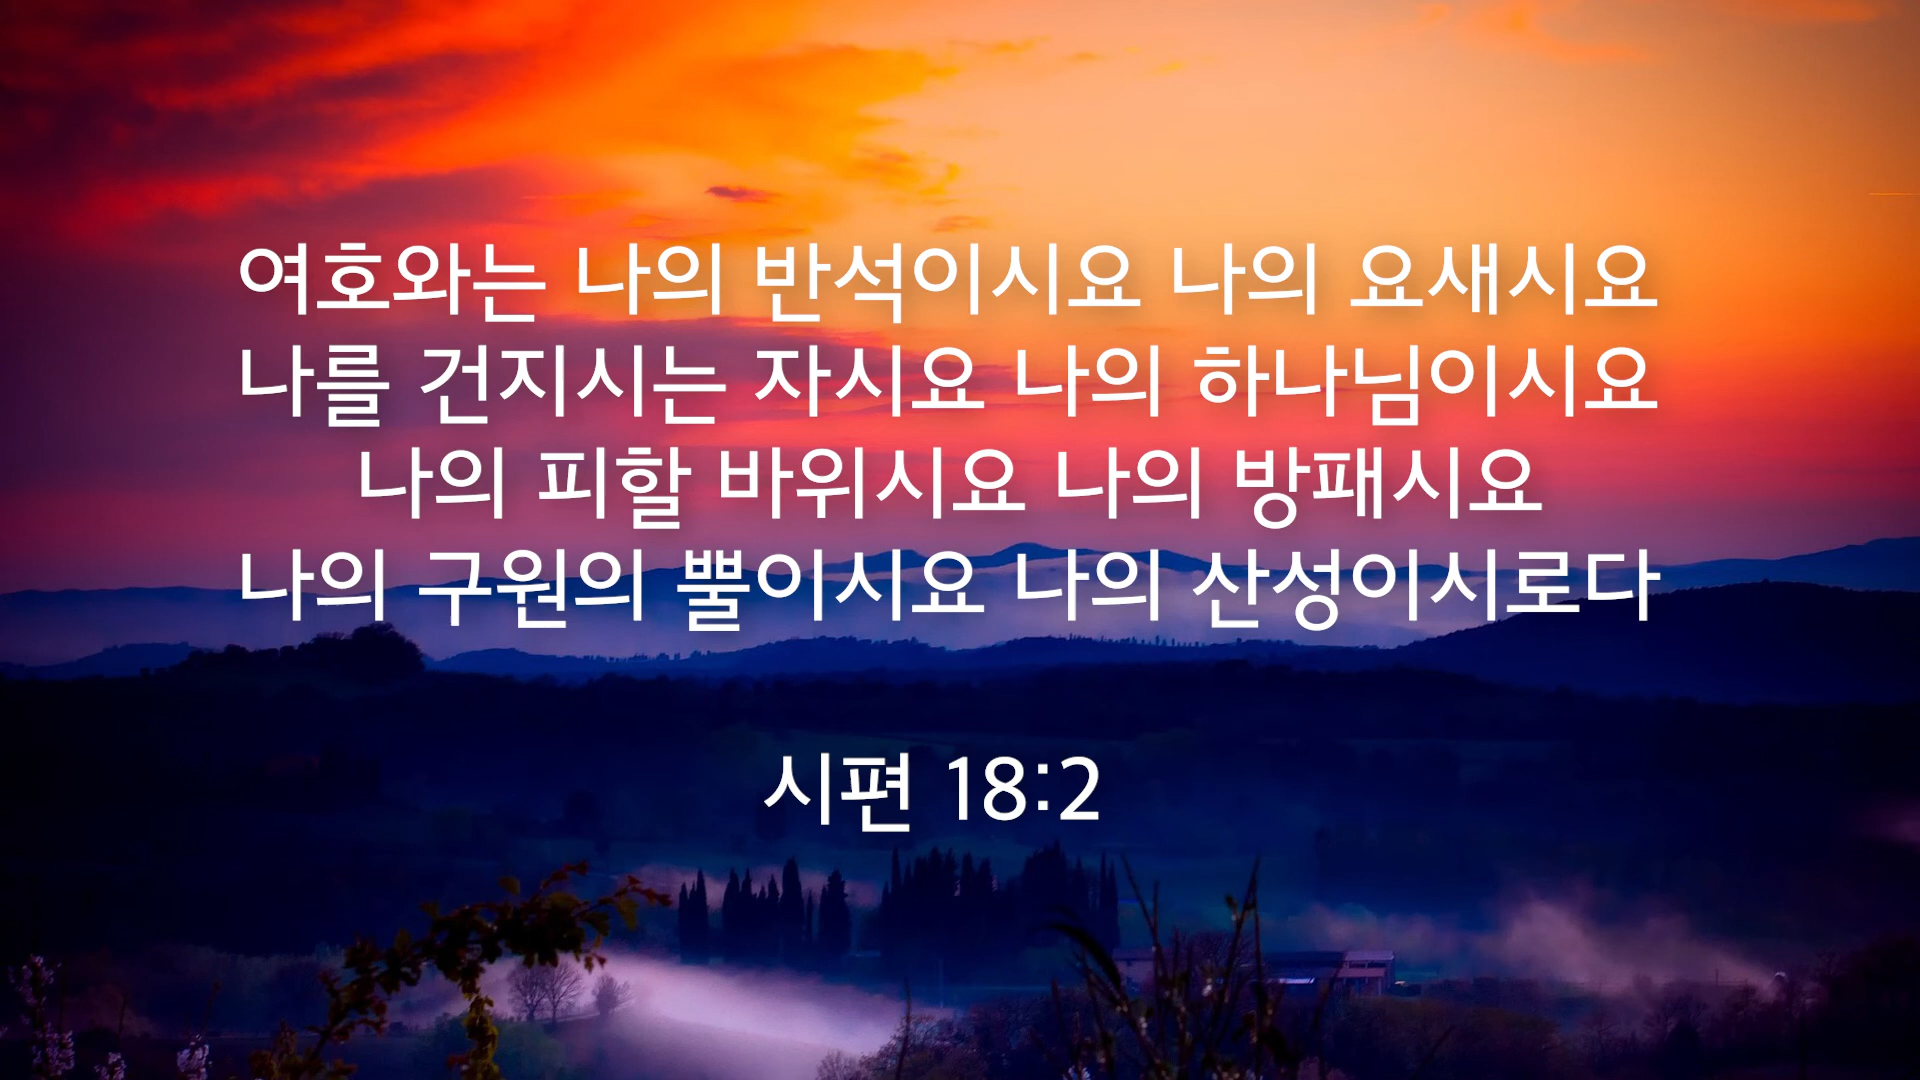 여호와는 나의 반석이시요 나의 요새시요
나를 건지시는 자시요 나의 하나님이시요
나의 피할 바위시요 나의 방패시요
나의 구원의 뿔이시요 나의 산성이시로다
시편 18:2